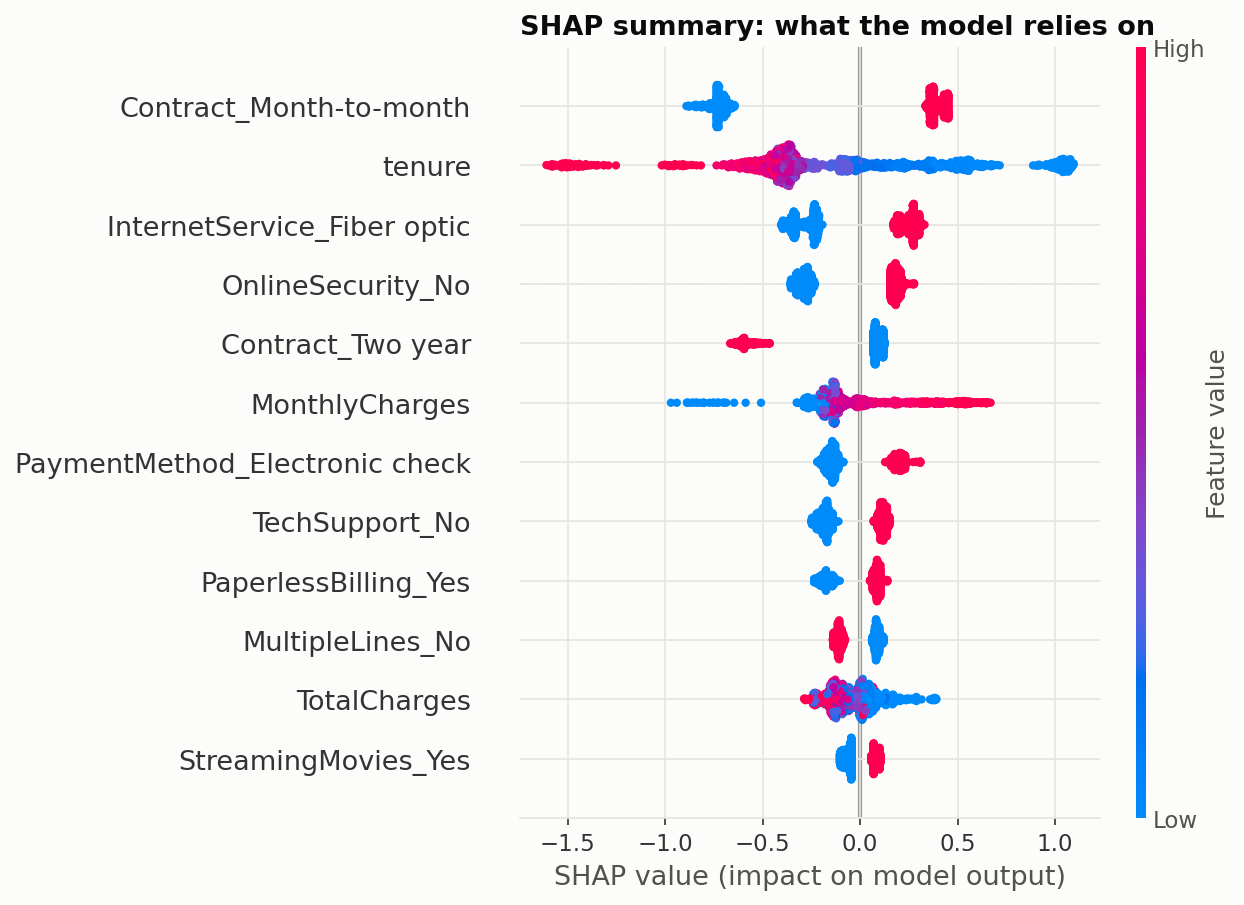 SHAP summary: what the model relies on
High
Contract_Month-to-month
tenure
InternetService_Fiber optic
OnlineSecurity_No
Contract_Two year
MonthlyCharges
PaymentMethod_Electronic check
TechSupport_No
PaperlessBilling_Yes
MultipleLines_No
TotalCharges
StreamingMovies_Yes
Feature value
Low
−1.5 −1.0 −0.5 0.0 0.5 1.0
SHAP value (impact on model output)